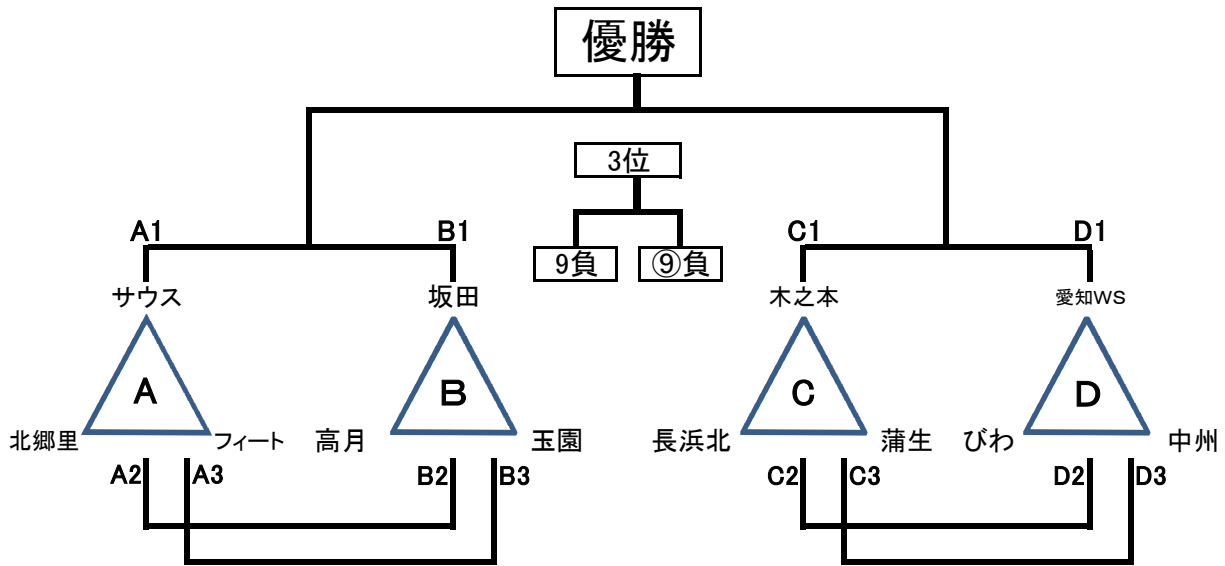 優勝
3位
9負 ⑨負
A1 B1 C1 D1
サウス 坂田 木之本 愛知WS
A B C D
北郷里 フィート 高月 玉園 長浜北 蒲生 びわ 中州
A2 A3 B2 B3 C2 C3 D2 D3